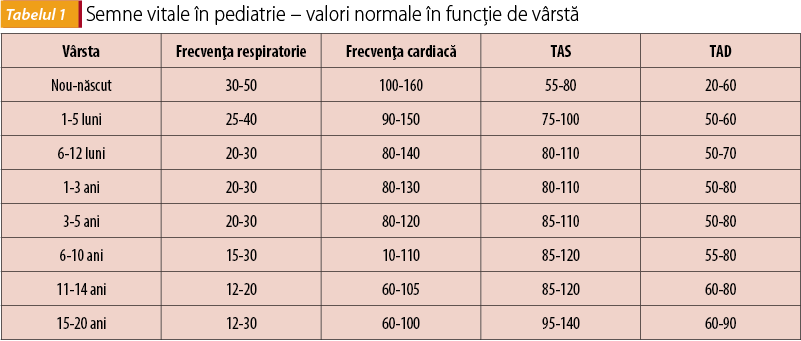 Tabelul 1 Semne vitale în pediatrie – valori normale în funcţie de vârstă
Vârsta Frecvenţa respiratorie Frecvenţa cardiacă TAS TAD
Nou-născut 30-50 100-160 55-80 20-60
1-5 luni 25-40 90-150 75-100 50-60
6-12 luni 20-30 80-140 80-110 50-70
1-3 ani 20-30 80-130 80-110 50-80
3-5 ani 20-30 80-120 85-110 50-80
6-10 ani 15-30 10-110 85-120 55-80
11-14 ani 12-20 60-105 85-120 60-80
15-20 ani 12-30 60-100 95-140 60-90